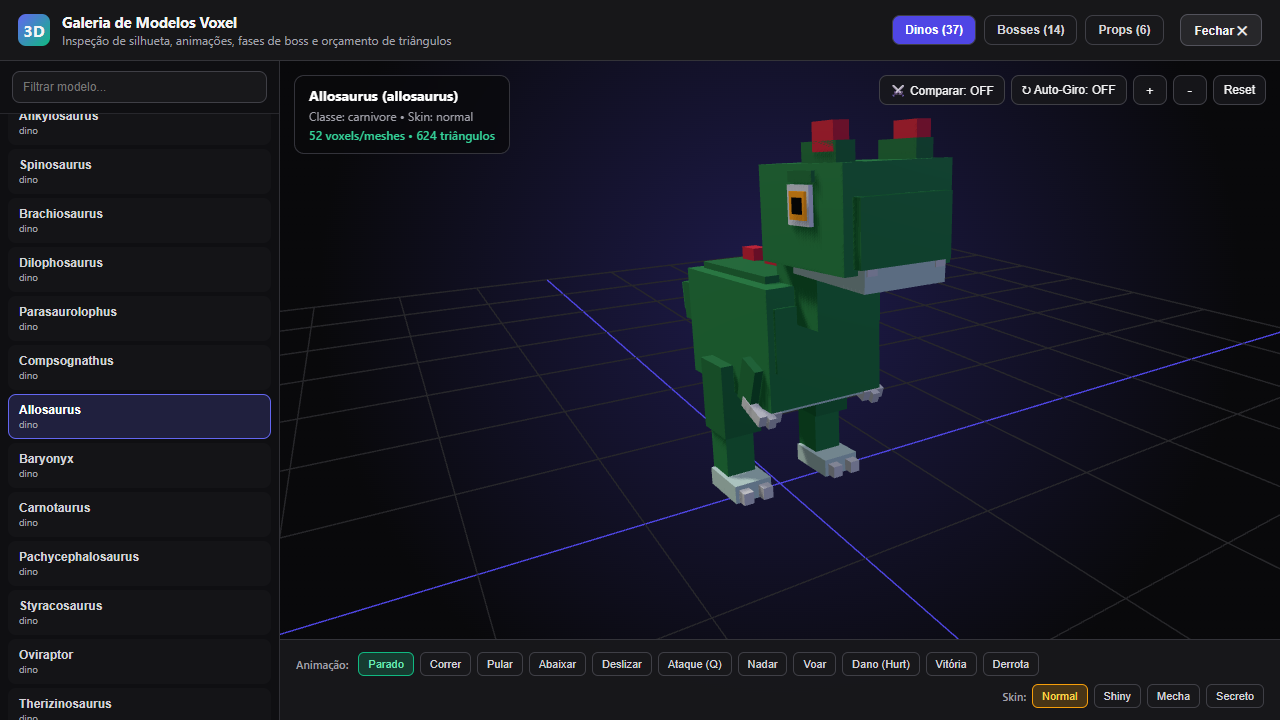 3D
Galeria de Modelos Voxel
Inspeção de silhueta, animações, fases de boss e orçamento de triângulos
Dinos (37)
Bosses (14)
Props (6)
Fechar ✕
Filtrar modelo...
Ankylosaurus
dino
Spinosaurus
dino
Brachiosaurus
dino
Dilophosaurus
dino
Parasaurolophus
dino
Compsognathus
dino
Allosaurus
dino
Baryonyx
dino
Carnotaurus
dino
Pachycephalosaurus
dino
Styracosaurus
dino
Oviraptor
dino
Therizinosaurus
dino
Allosaurus (allosaurus)
Classe: carnivore • Skin: normal
52 voxels/meshes • 624 triângulos
⚔️ Comparar: OFF
↻ Auto-Giro: OFF
+
-
Reset
Animação:
Parado
Correr
Pular
Abaixar
Deslizar
Ataque (Q)
Nadar
Voar
Dano (Hurt)
Vitória
Derrota
Skin:
Normal
Shiny
Mecha
Secreto